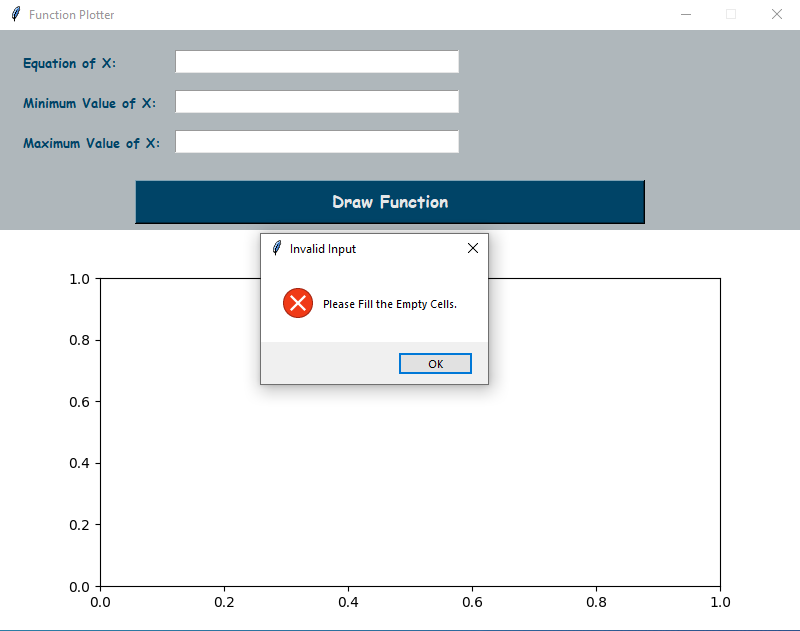 Function Plotter
Equation of X:
Minimum Value of X:
Maximum Value of X:
Draw Function
Invalid Input
Please Fill the Empty Cells.
OK
1.0
0.8
0.6
0.4
0.2
0.0
0.0 0.2 0.4 0.6 0.8 1.0